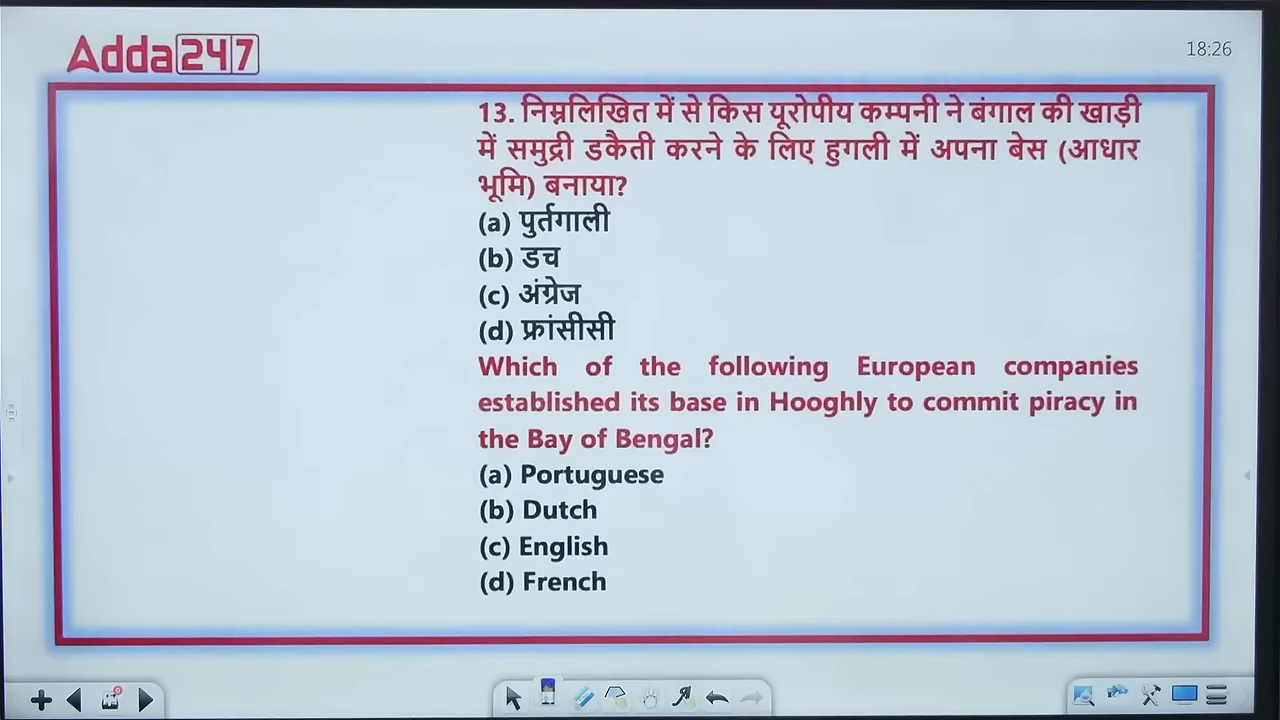 Adda247
18:26
13. निम्नलिखित में से किस यूरोपीय कम्पनी ने बंगाल की खाड़ी
में समुद्री डकैती करने के लिए हुगली में अपना बेस (आधार
भूमि) बनाया?
(a) पुर्तगाली
(b) डच
(c) अंग्रेज
(d) फ्रांसीसी
Which of the following European companies
established its base in Hooghly to commit piracy in
the Bay of Bengal?
(a) Portuguese
(b) Dutch
(c) English
(d) French